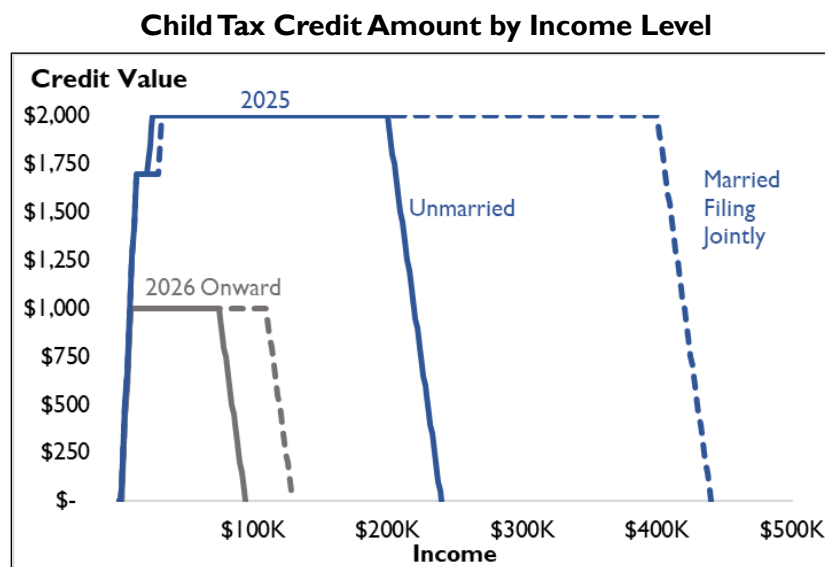 Child Tax Credit Amount by Income Level
Credit Value
2025
$2,000
$1,750
$1,500
$1,250
$1,000
$750
$500
$250
$-
Unmarried
Married
Filing
Jointly
2026 Onward
$100K
$200K
$300K
$400K
$500K
Income